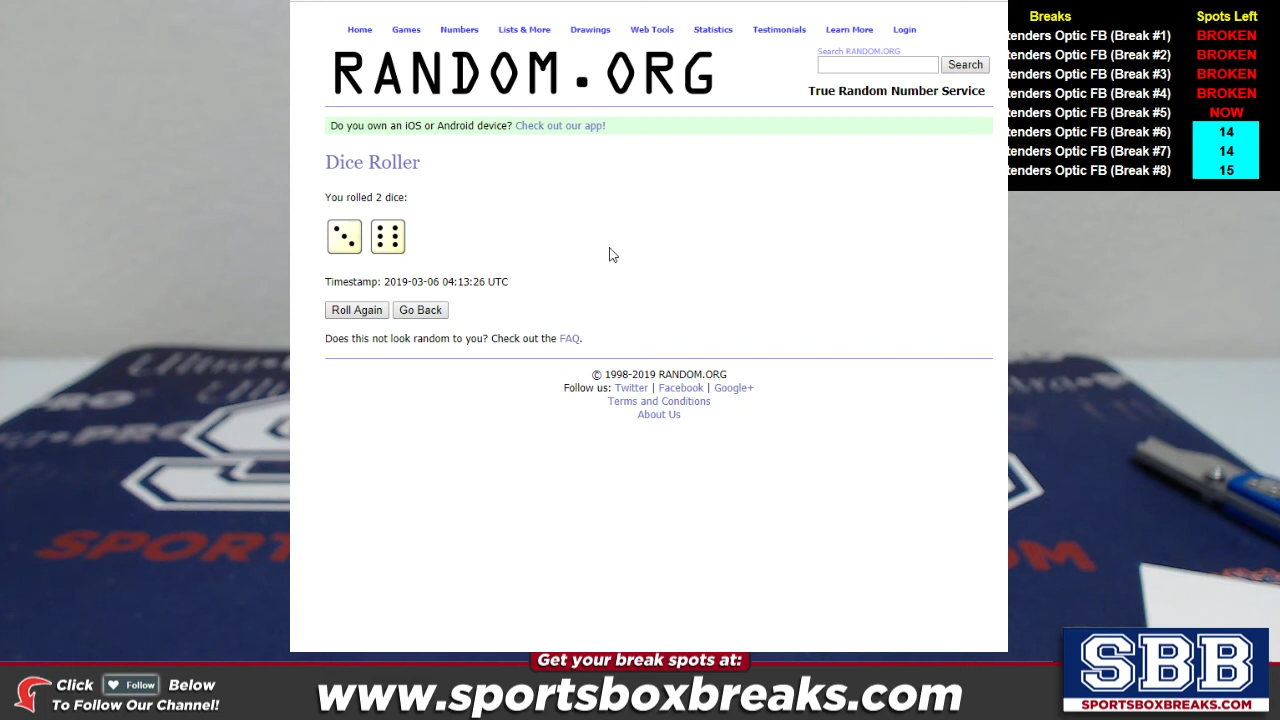 Home Games Numbers Lists & More Drawings Web Tools Statistics Testimonials Learn More Login
RANDOM.ORG
Search RANDOM.ORG
Search
True Random Number Service
Do you own an iOS or Android device? Check out our app!
Dice Roller
You rolled 2 dice:
Timestamp: 2019-03-06 04:13:26 UTC
Roll Again Go Back
Does this not look random to you? Check out the FAQ.
© 1998-2019 RANDOM.ORG
Follow us: Twitter | Facebook | Google+
Terms and Conditions
About Us
Breaks Spots Left
tenders Optic FB (Break #1) BROKEN
tenders Optic FB (Break #2) BROKEN
tenders Optic FB (Break #3) BROKEN
tenders Optic FB (Break #4) BROKEN
tenders Optic FB (Break #5) NOW
tenders Optic FB (Break #6) 14
tenders Optic FB (Break #7) 14
tenders Optic FB (Break #8) 15
Get your break spots at:
Click Follow Below
To Follow Our Channel!
www.sportsboxbreaks.com
SBB
SPORTSBOXBREAKS.COM